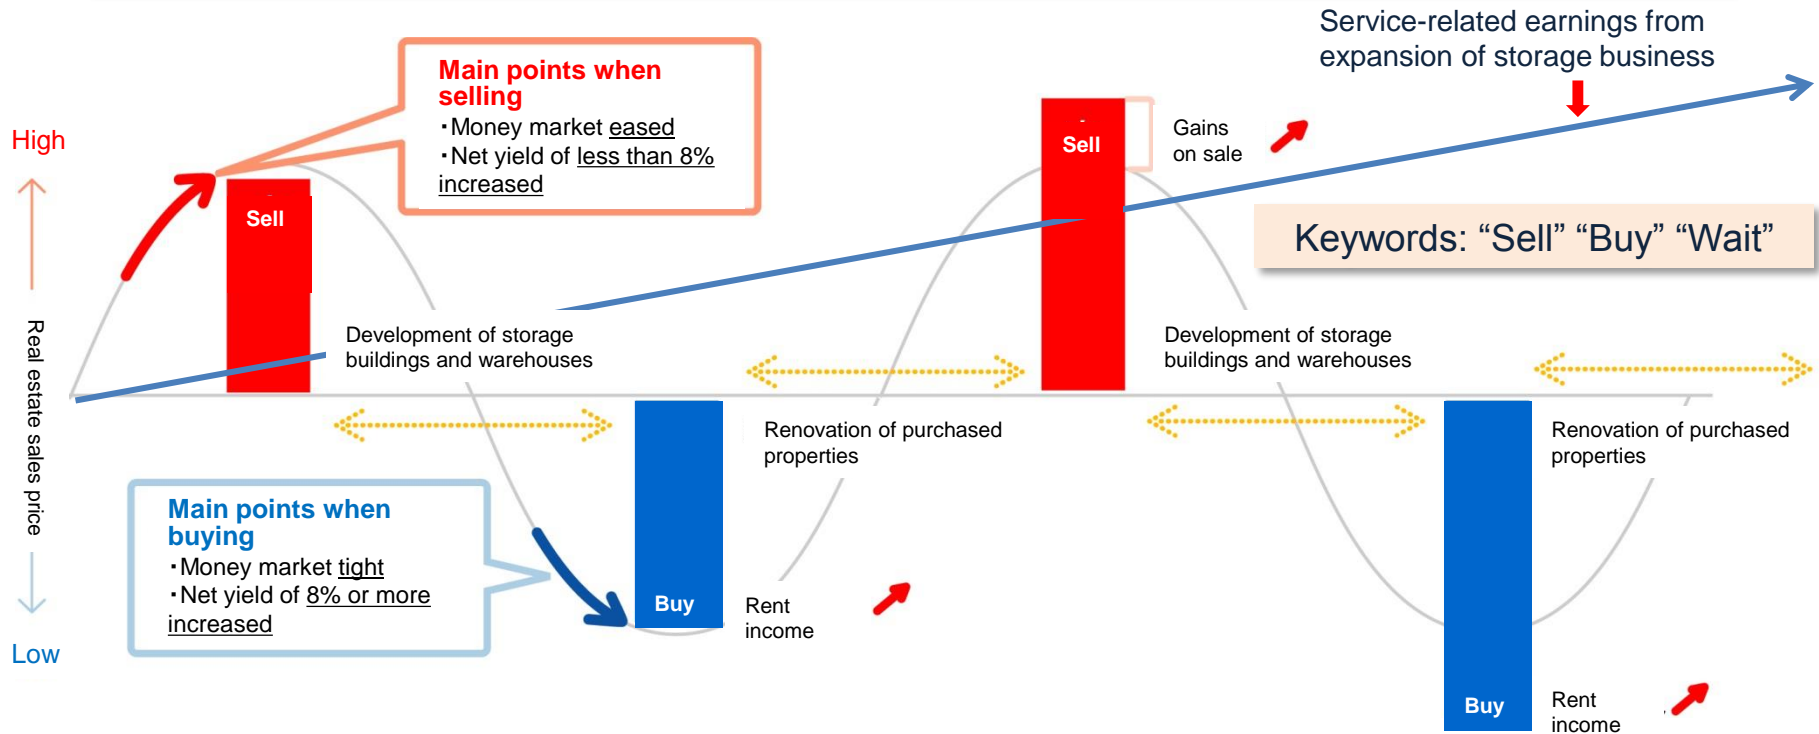 Service-related earnings from
expansion of storage business
Main points when
selling
・Money market eased
・Net yield of less than 8%
increased
High
Sell
Sell
Gains
on sale
Keywords: “Sell” “Buy” “Wait”
Real estate sales price
Development of storage
buildings and warehouses
Development of storage
buildings and warehouses
Renovation of purchased
properties
Renovation of purchased
properties
Main points when
buying
・Money market tight
・Net yield of 8% or more
increased
Buy
Rent
income
Low
Buy
Rent
income